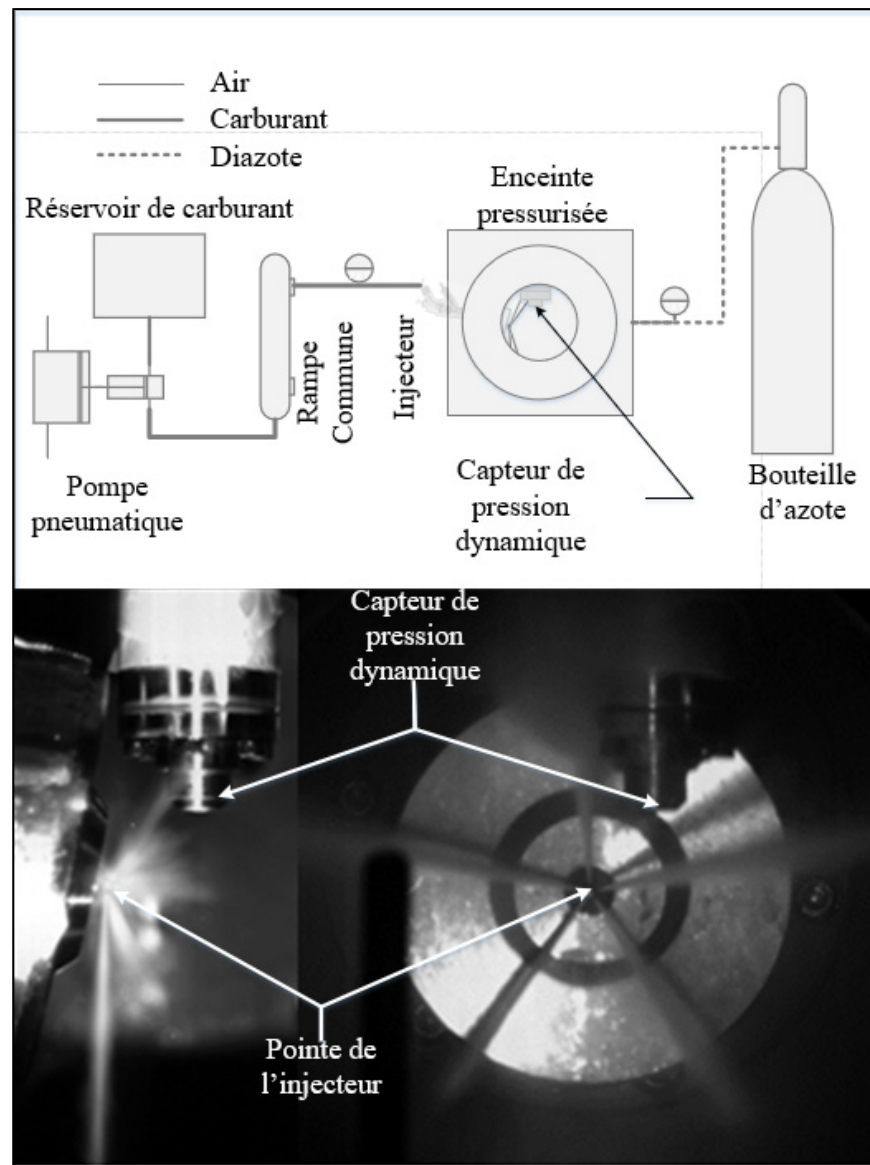 Air
Carburant
Diazote
Réservoir de carburant
Enceinte
pressurisée
Rampe
Commune
Injecteur
Pompe
pneumatique
Capteur de
pression
dynamique
Bouteille
d’azote
Capteur de
pression
dynamique
Pointe de
l’injecteur